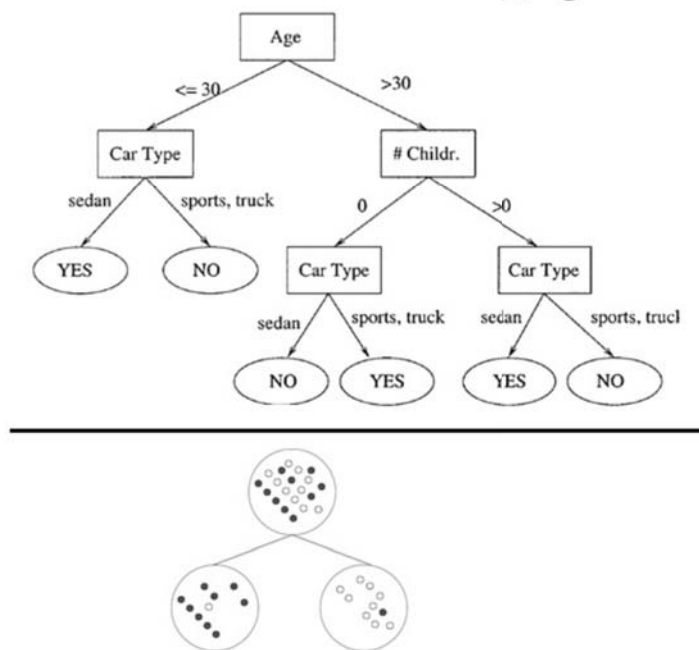 Age
<= 30 >30
Car Type # Childr.
sedan sports, truck 0 >0
YES NO Car Type Car Type
sedan sports, truck sedan sports, truc
NO YES YES NO